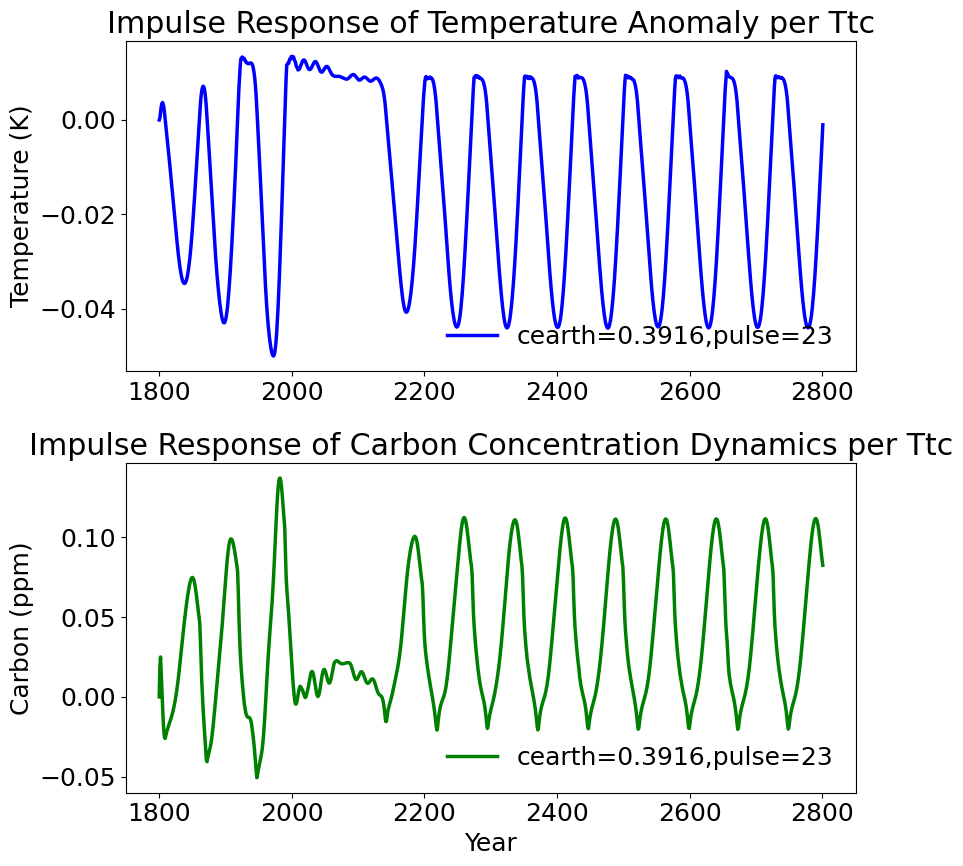 Impulse Response of Temperature Anomaly per Ttc
Temperature (K)
0.00
−0.02
−0.04
cearth=0.3916,pulse=23
1800 2000 2200 2400 2600 2800
Impulse Response of Carbon Concentration Dynamics per Ttc
Carbon (ppm)
0.10
0.05
0.00
−0.05
cearth=0.3916,pulse=23
1800 2000 2200 2400 2600 2800
Year